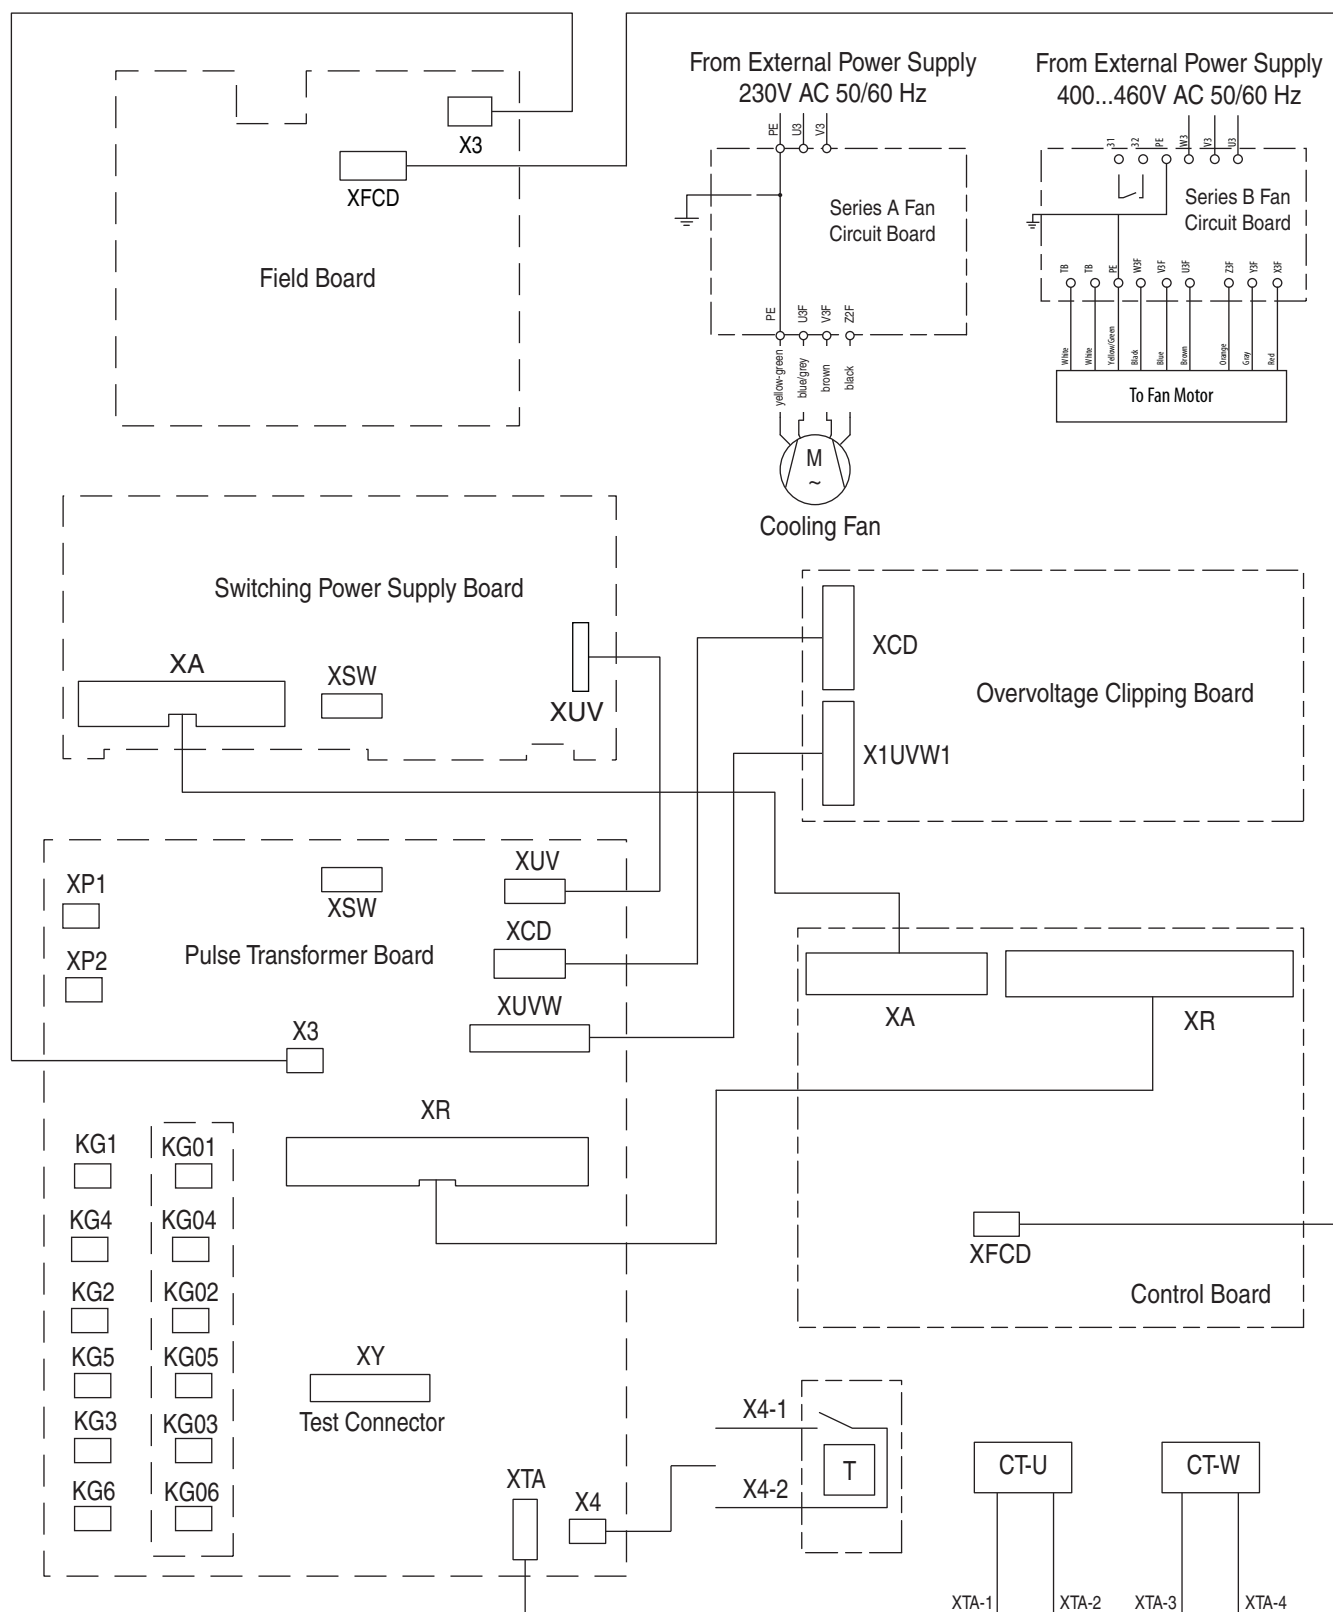 X3
XFCD
Field Board
From External Power Supply
230V AC 50/60 Hz
PE
U3
V3
Series A Fan
Circuit Board
PE
U3F
V3F
Z2F
yellow-green
blue/grey
brown
black
M
~
Cooling Fan
From External Power Supply
400...460V AC 50/60 Hz
31
32
PE
W3
V3
U3
Series B Fan
Circuit Board
TB
TB
PE
W3F
V3F
U3F
Z3F
Y3F
X3F
White
White
Yellow/Green
Black
Blue
Brown
Orange
Gray
Red
To Fan Motor
Switching Power Supply Board
XA
XSW
XUV
XCD
Overvoltage Clipping Board
X1UVW1
XP1
XSW
XUV
XP2
Pulse Transformer Board
XCD
XUVW
X3
XR
KG1
KG01
KG4
KG04
KG2
KG02
KG5
KG05
KG3
KG03
KG6
KG06
XY
Test Connector
XTA
X4
XA
XR
XFCD
Control Board
X4-1
T
X4-2
CT-U
CT-W
XTA-1
XTA-2
XTA-3
XTA-4